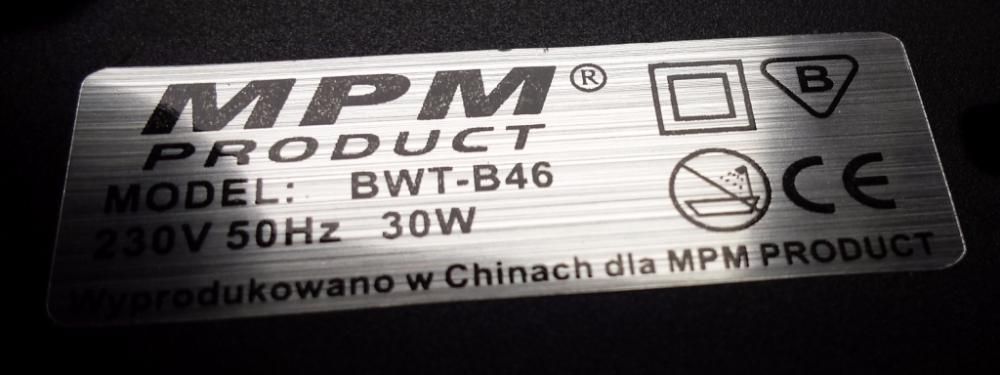 MPM ®
PRODUCT
MODEL: BWT-B46
230V 50Hz 30W
B
CE
Wyprodukowano w Chinach dla MPM PRODUCT